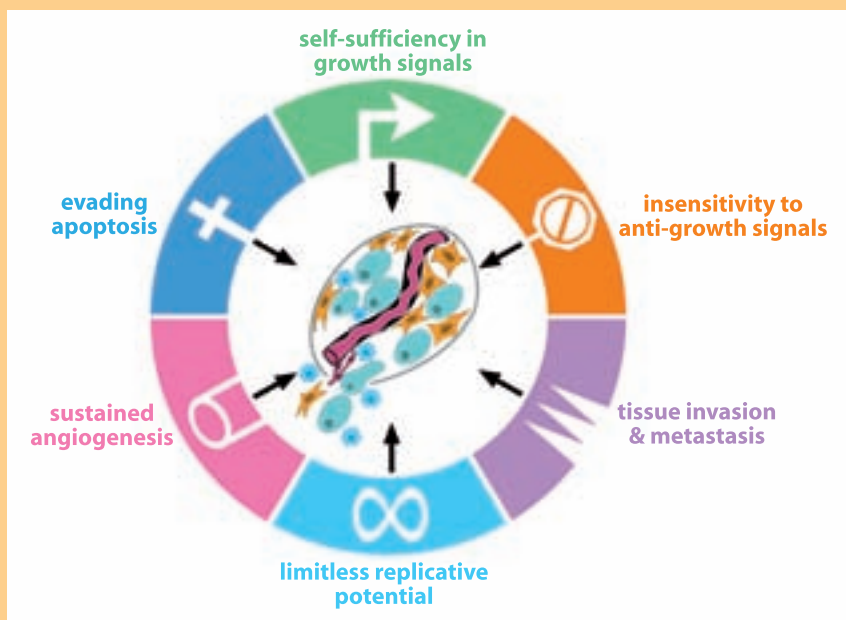 self-sufficiency in
growth signals
evading
apoptosis
insensitivity to
anti-growth signals
sustained
angiogenesis
tissue invasion
& metastasis
limitless replicative
potential